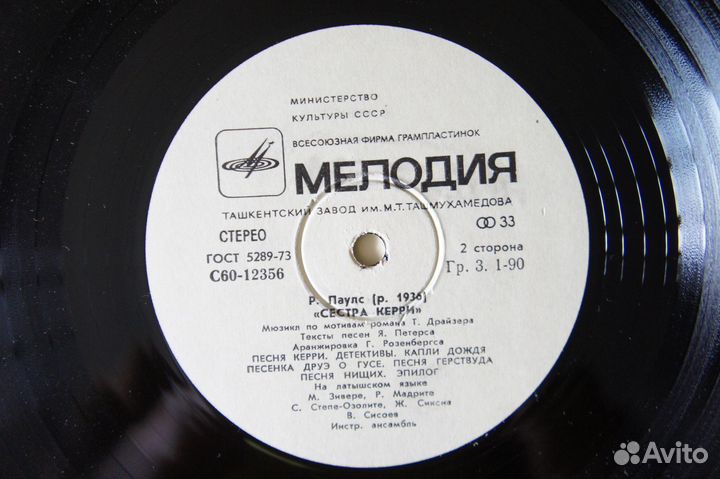 МИНИСТЕРСТВО
КУЛЬТУРЫ СССР
ВСЕСОЮЗНАЯ ФИРМА ГРАМПЛАСТИНОК
МЕЛОДИЯ
ТАШКЕНТСКИЙ ЗАВОД ИМ. М.Т. ТАШМУХАМЕДОВА
СТЕРЕО
33
ГОСТ 5289-73
2 сторона
С60-12356
Гр. 3. 1-90
Р. Паулс (р. 1936)
«СЕСТРА КЕРРИ»
Мюзикл по мотивам романа Т. Драйзера
Тексты песен Я. Петерса
Аранжировка Г. Розенбергса
ПЕСНЯ КЕРРИ. ДЕТЕКТИВЫ. КАПЛИ ДОЖДЯ
ПЕСЕНКА ДРУЭ О ГУСЕ. ПЕСНЯ ГЕРСТВУДА
ПЕСНЯ НИЩИХ. ЭПИЛОГ
На латышском языке
М. Зивере, Р. Мадрите
С. Степе-Озолите, Ж. Сиксна
В. Сисоев
Инстр. ансамбль
Avito